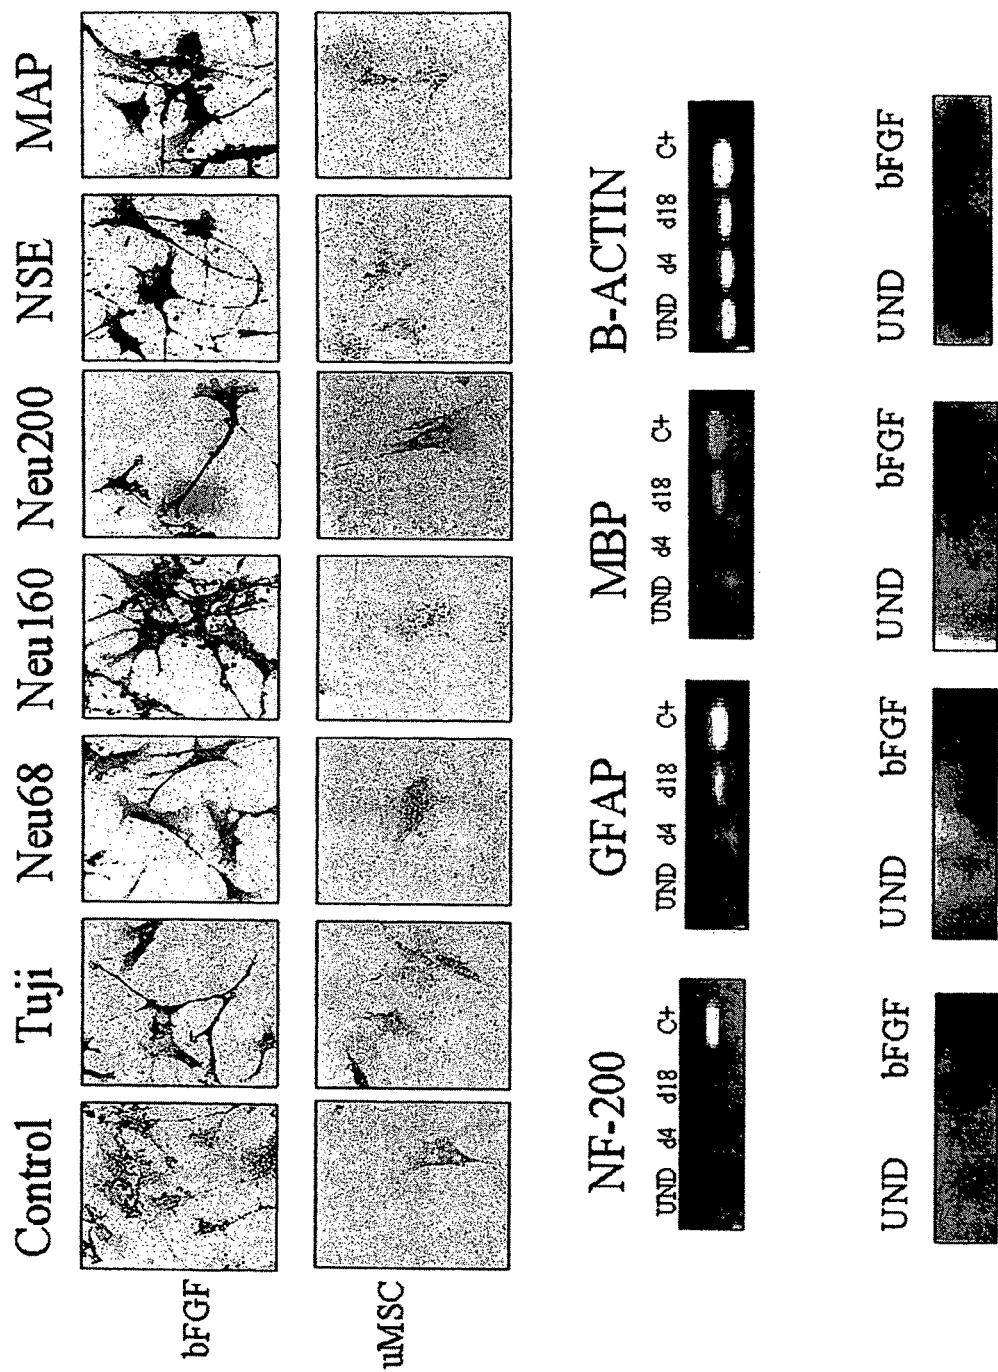 Control Tuji Neu68 Neu160 Neu200 NSE MAP
bFGF
uMSC
NF-200 GFAP MBP B-ACTIN
UND d4 d18 C+ UND d4 d18 C+ UND d4 d18 C+ UND d4 d18 C+
UND bFGF UND bFGF UND bFGF UND bFGF